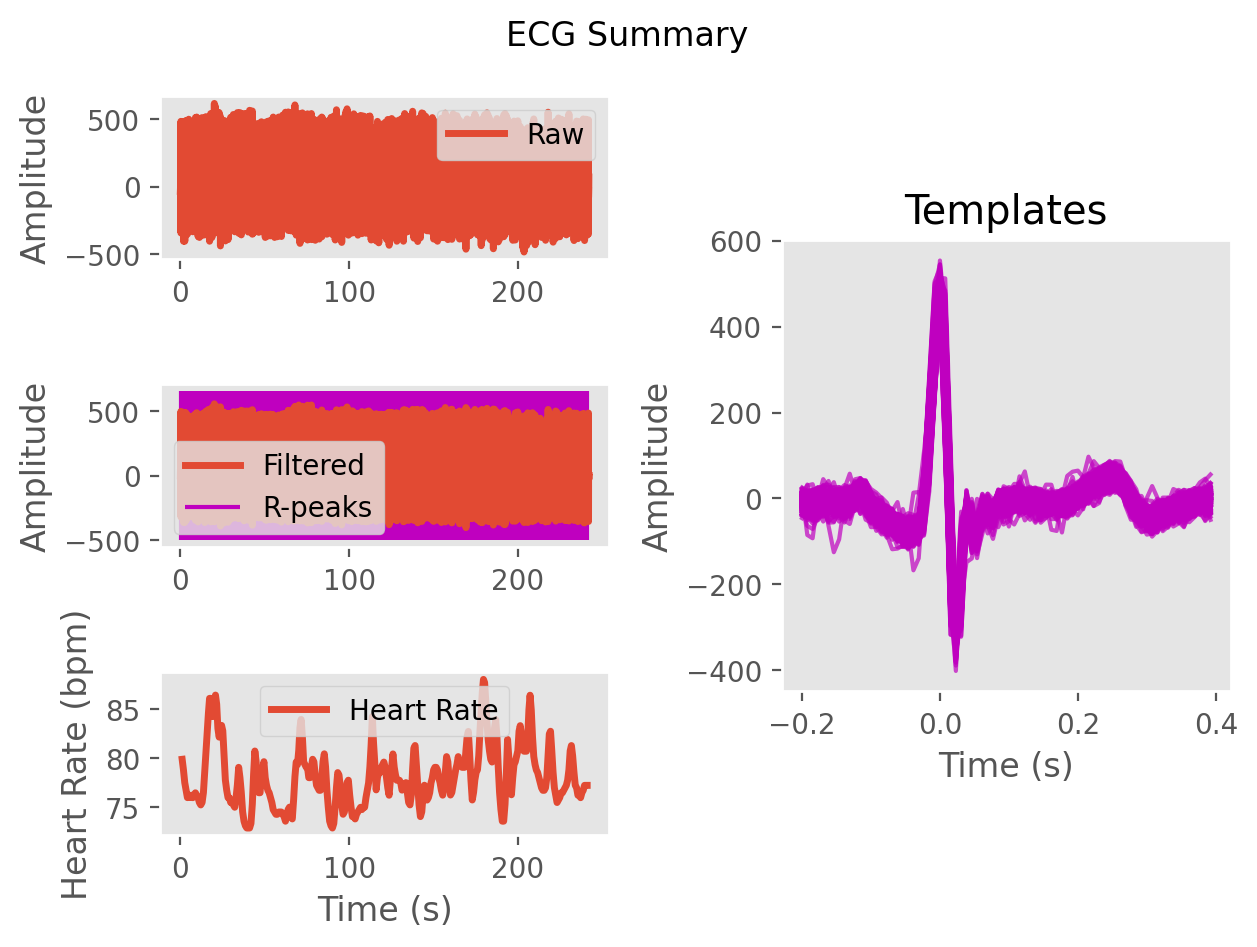 ECG Summary
Amplitude
500
0
−500
Raw
0 100 200
Amplitude
500
0
−500
Filtered
R-peaks
0 100 200
Heart Rate (bpm)
85
80
75
Heart Rate
0 100 200
Time (s)
Templates
Amplitude
600
400
200
0
−200
−400
−0.2 0.0 0.2 0.4
Time (s)